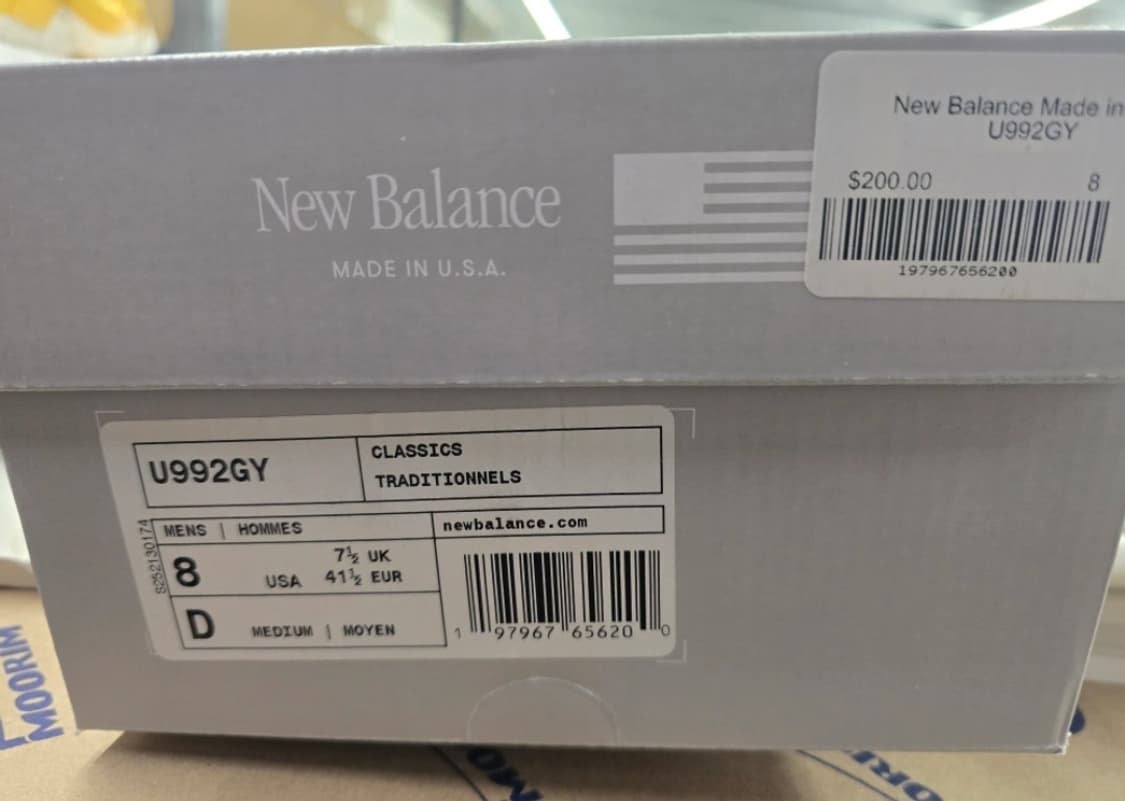 New Balance Made in
U992GY
$200.00 8
197967656200
New Balance
MADE IN U.S.A.
U992GY
CLASSICS
TRADITIONNELS
MENS | HOMMES
newbalance.com
8 USA 7½ UK
41½ EUR
D MEDIUM | MOYEN
S252130174
1 97967 65620 0
MOORIM